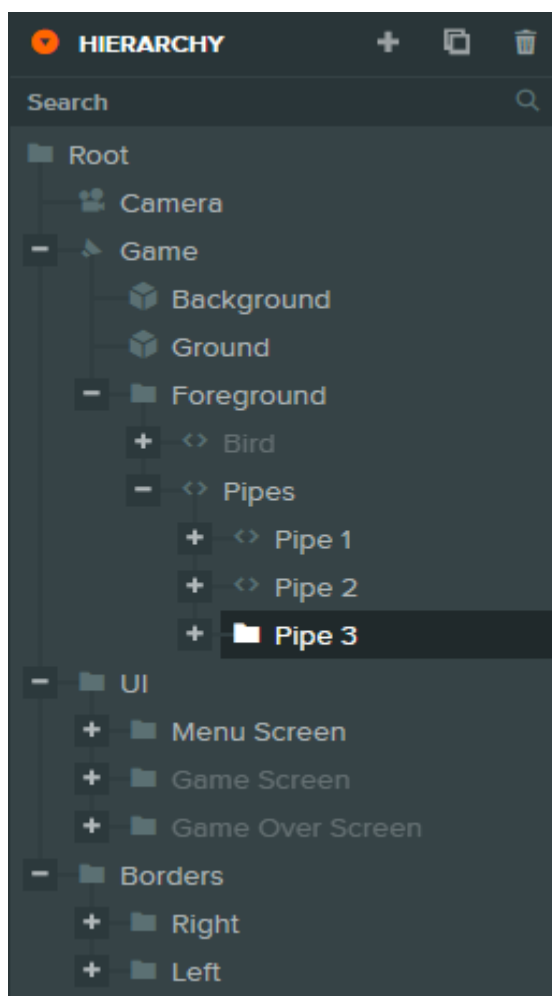 HIERARCHY
Search
Root
Camera
Game
Background
Ground
Foreground
Bird
Pipes
Pipe 1
Pipe 2
Pipe 3
UI
Menu Screen
Game Screen
Game Over Screen
Borders
Right
Left